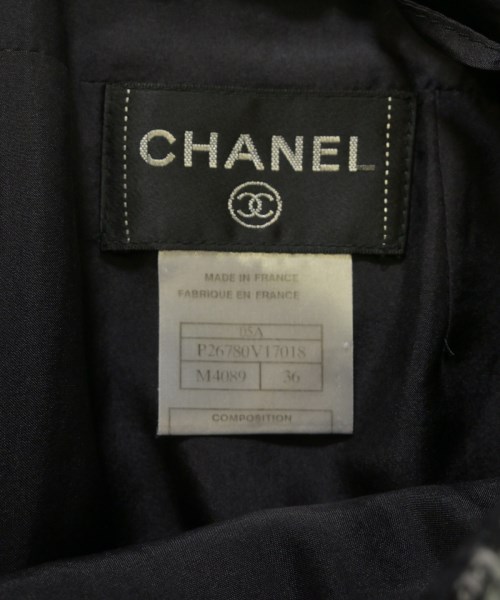 CHANEL
MADE IN FRANCE
FABRIQUE EN FRANCE
05A
P26780V17018
M4089 36
COMPOSITION